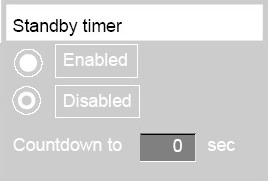 Standby timer
Enabled
Disabled
Countdown to 0 sec